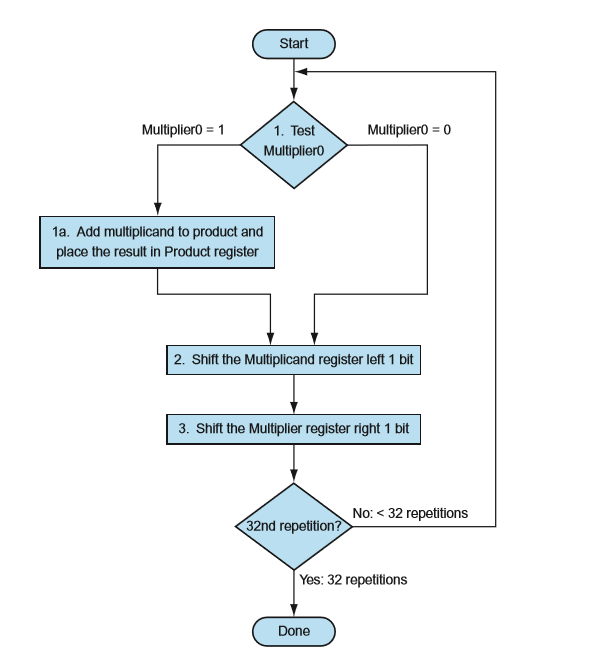 Start
Multiplier0 = 1
1. Test
Multiplier0
Multiplier0 = 0
1a. Add multiplicand to product and
place the result in Product register
2. Shift the Multiplicand register left 1 bit
3. Shift the Multiplier register right 1 bit
32nd repetition?
No: < 32 repetitions
Yes: 32 repetitions
Done